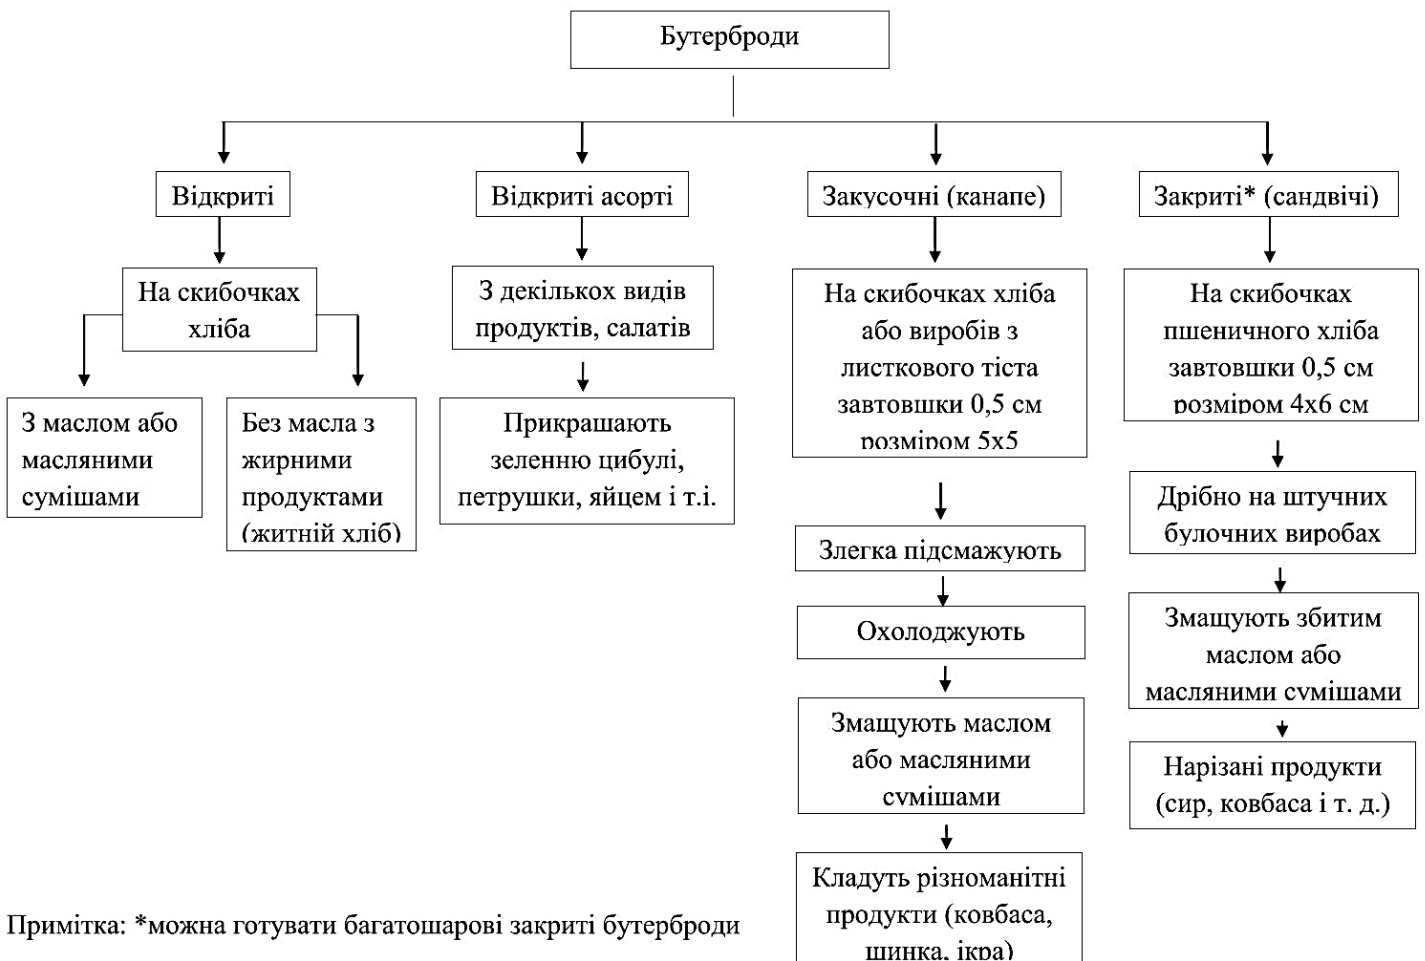 Бутерброди
Відкриті
На скибочках
хліба
З маслом або
масляними
сумішами
Без масла з
жирними
продуктами
(житній хліб)
Відкриті асорті
З декількох видів
продуктів, салатів
Прикрашають
зеленню цибулі,
петрушки, яйцем і т.і.
Закусочні (канапе)
На скибочках хліба
або виробів з
листкового тіста
завтовшки 0,5 см
розміром 5х5
Злегка підсмажують
Охолоджують
Змащують маслом
або масляними
сумішами
Кладуть різноманітні
продукти (ковбаса,
шинка, ікра)
Закриті* (сандвічі)
На скибочках
пшеничного хліба
завтовшки 0,5 см
розміром 4х6 см
Дрібно на штучних
булочних виробах
Змащують збитим
маслом або
масляними сумішами
Нарізані продукти
(сир, ковбаса і т. д.)
Примітка: *можна готувати багатошарові закриті бутерброди